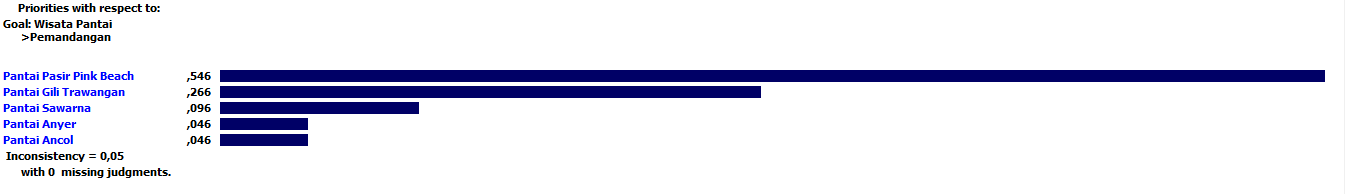 Priorities with respect to:
Goal: Wisata Pantai
>Pemandangan
Pantai Pasir Pink Beach ,546
Pantai Gili Trawangan ,266
Pantai Sawarna ,096
Pantai Anyer ,046
Pantai Ancol ,046
Inconsistency = 0,05
with 0 missing judgments.